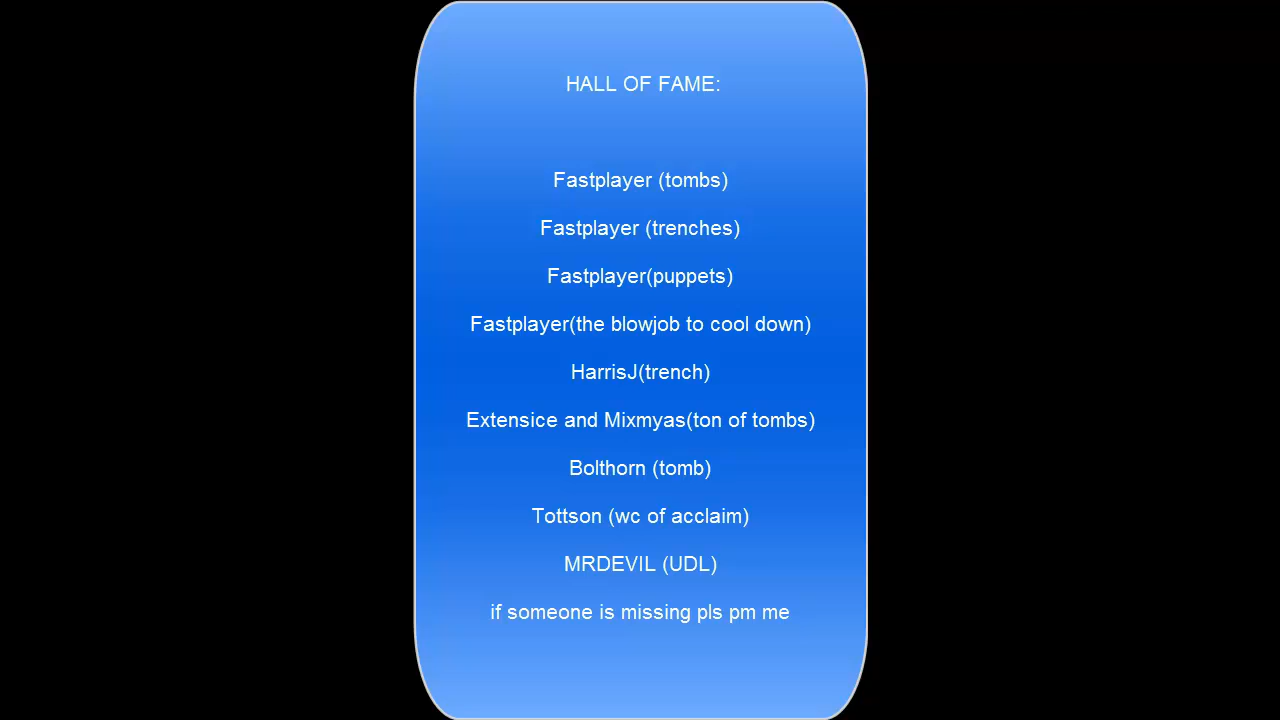 HALL OF FAME:
Fastplayer (tombs)
Fastplayer (trenches)
Fastplayer(puppets)
Fastplayer(the blowjob to cool down)
HarrisJ(trench)
Extensice and Mixmyas(ton of tombs)
Bolthorn (tomb)
Tottson (wc of acclaim)
MRDEVIL (UDL)
if someone is missing pls pm me